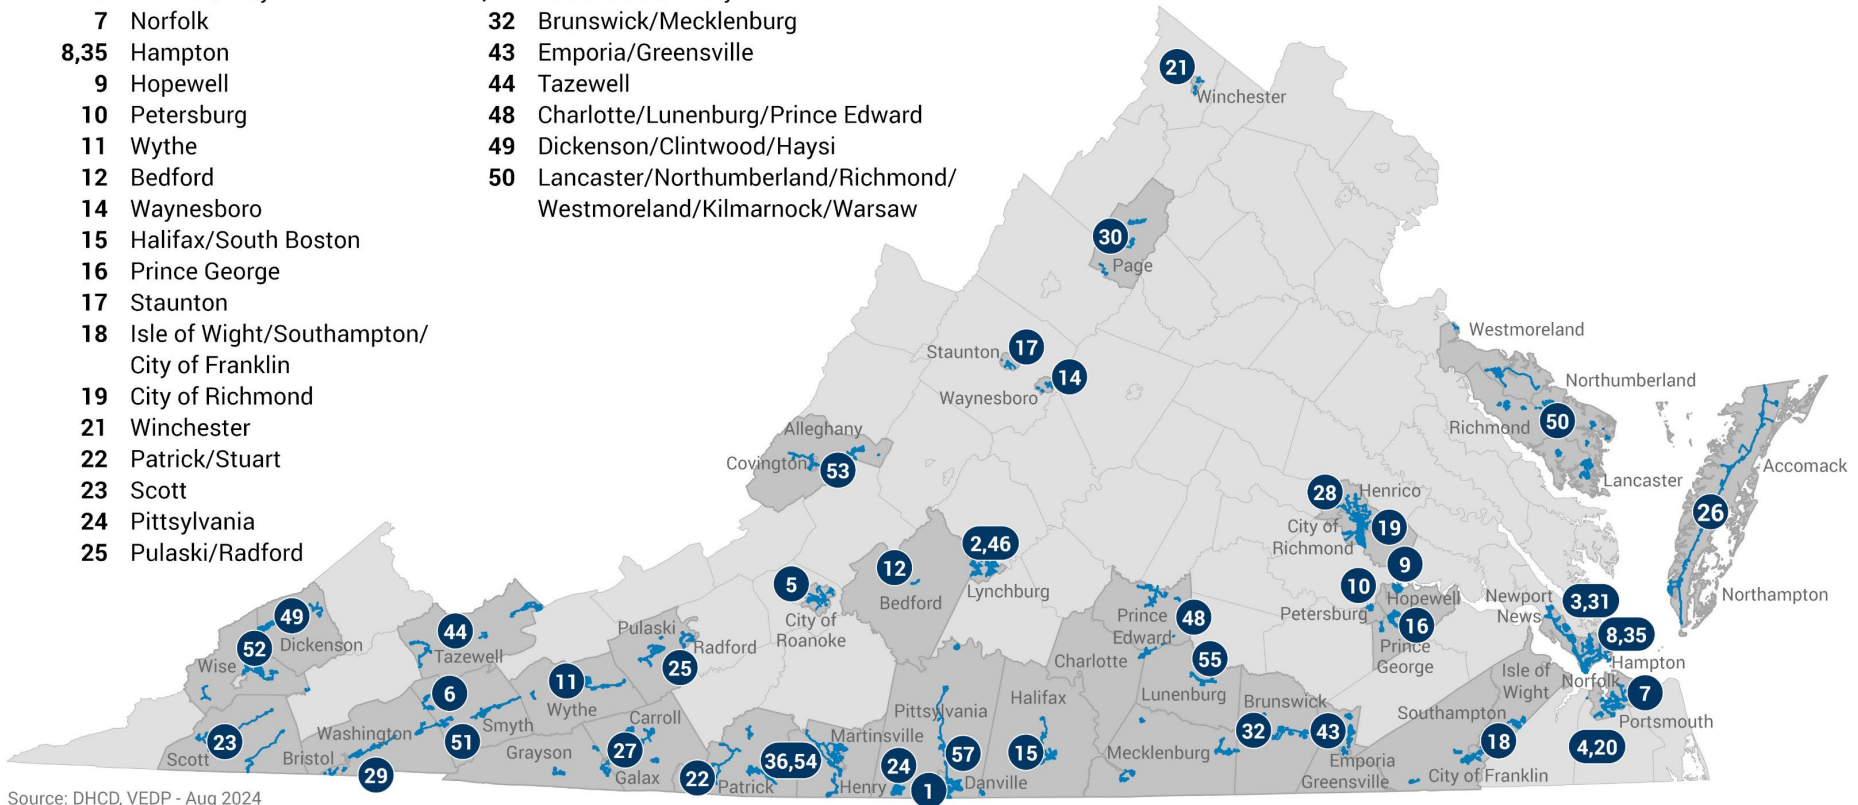 7 Norfolk
8,35 Hampton
9 Hopewell
10 Petersburg
11 Wythe
12 Bedford
14 Waynesboro
15 Halifax/South Boston
16 Prince George
17 Staunton
18 Isle of Wight/Southampton/
City of Franklin
19 City of Richmond
21 Winchester
22 Patrick/Stuart
23 Scott
24 Pittsylvania
25 Pulaski/Radford
32 Brunswick/Mecklenburg
43 Emporia/Greensville
44 Tazewell
48 Charlotte/Lunenburg/Prince Edward
49 Dickenson/Clintwood/Haysi
50 Lancaster/Northumberland/Richmond/
Westmoreland/Kilmarnock/Warsaw
21
Winchester
30
Page
Westmoreland
Staunton
17
14
Waynesboro
Northumberland
Richmond
50
Lancaster
Accomack
26
Northampton
Alleghany
Covington
53
28
Henrico
City of
Richmond
19
9
10
Hopewell
Petersburg
16
Prince
George
Newport
News
3,31
8,35
Hampton
Norfolk
7
Portsmouth
4,20
Isle of
Wight
Southampton
18
City of Franklin
2,46
Lynchburg
12
Bedford
5
City of
Roanoke
Prince
Edward
48
Charlotte
55
Lunenburg
Brunswick
32
43
Emporia
Greensville
Mecklenburg
Halifax
15
Pittsylvania
57
Danville
24
1
Martinsville
36,54
Henry
Patrick
22
Pulaski
Radford
25
11
Wythe
Carroll
27
Galax
Grayson
49
Dickenson
52
Wise
44
Tazewell
6
Smyth
51
Washington
Bristol
29
23
Scott
Source: DHCD, VEDP - Aug 2024